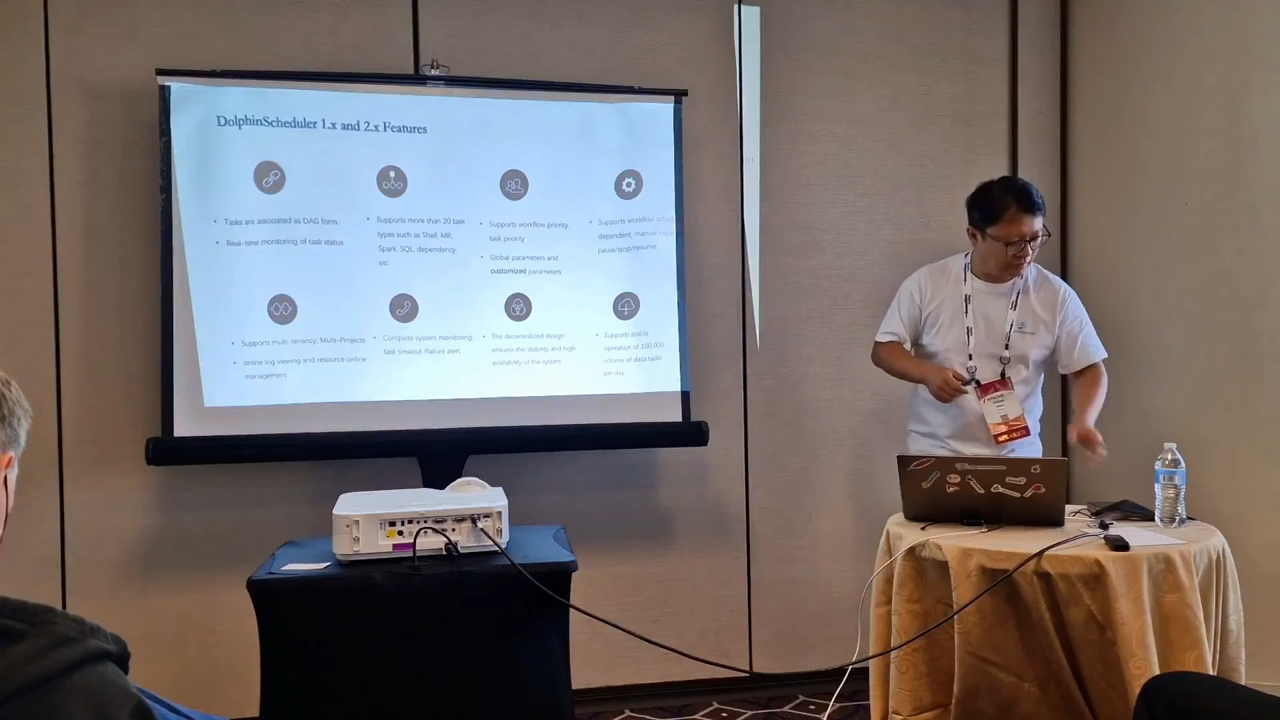 DolphinScheduler 1.x and 2.x Features
• Tasks are associated as DAG form
• Real-time monitoring of task status
• Supports more than 20 task
types such as Shell, MR,
Spark, SQL, dependency,
etc.
• Supports workflow priority,
task priority
• Global parameters and
customized parameters
• Supports workflow
dependent, manual
pause/stop/resume
• Supports multi-tenancy, Multi-Projects
• online log viewing and resource online
management
• Complete system monitoring,
task timeout /failure alert.
• The decentralized design
ensures the stability and high
availability of the system
• Supports stable
operation of 100,000
volume of data tasks
per day
SPEAKER